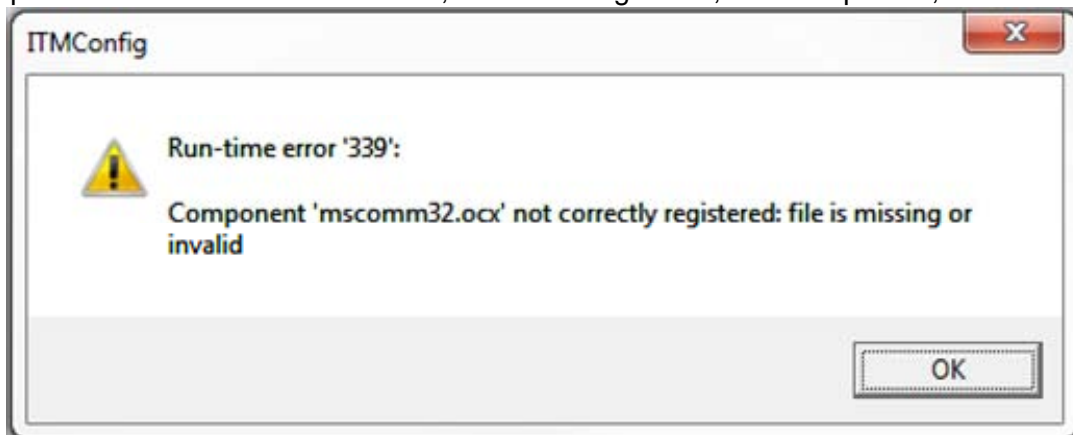 ITMConfig
Run-time error '339':
Component 'mscomm32.ocx' not correctly registered: file is missing or
invalid
OK